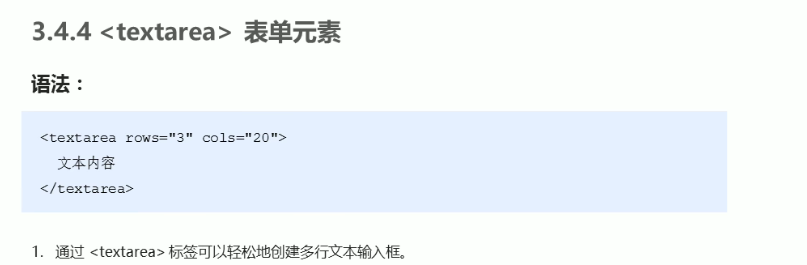 3.4.4 <textarea> 表单元素
语法：
<textarea rows="3" cols="20">
文本内容
</textarea>
1. 通过 <textarea> 标签可以轻松地创建多行文本输入框。